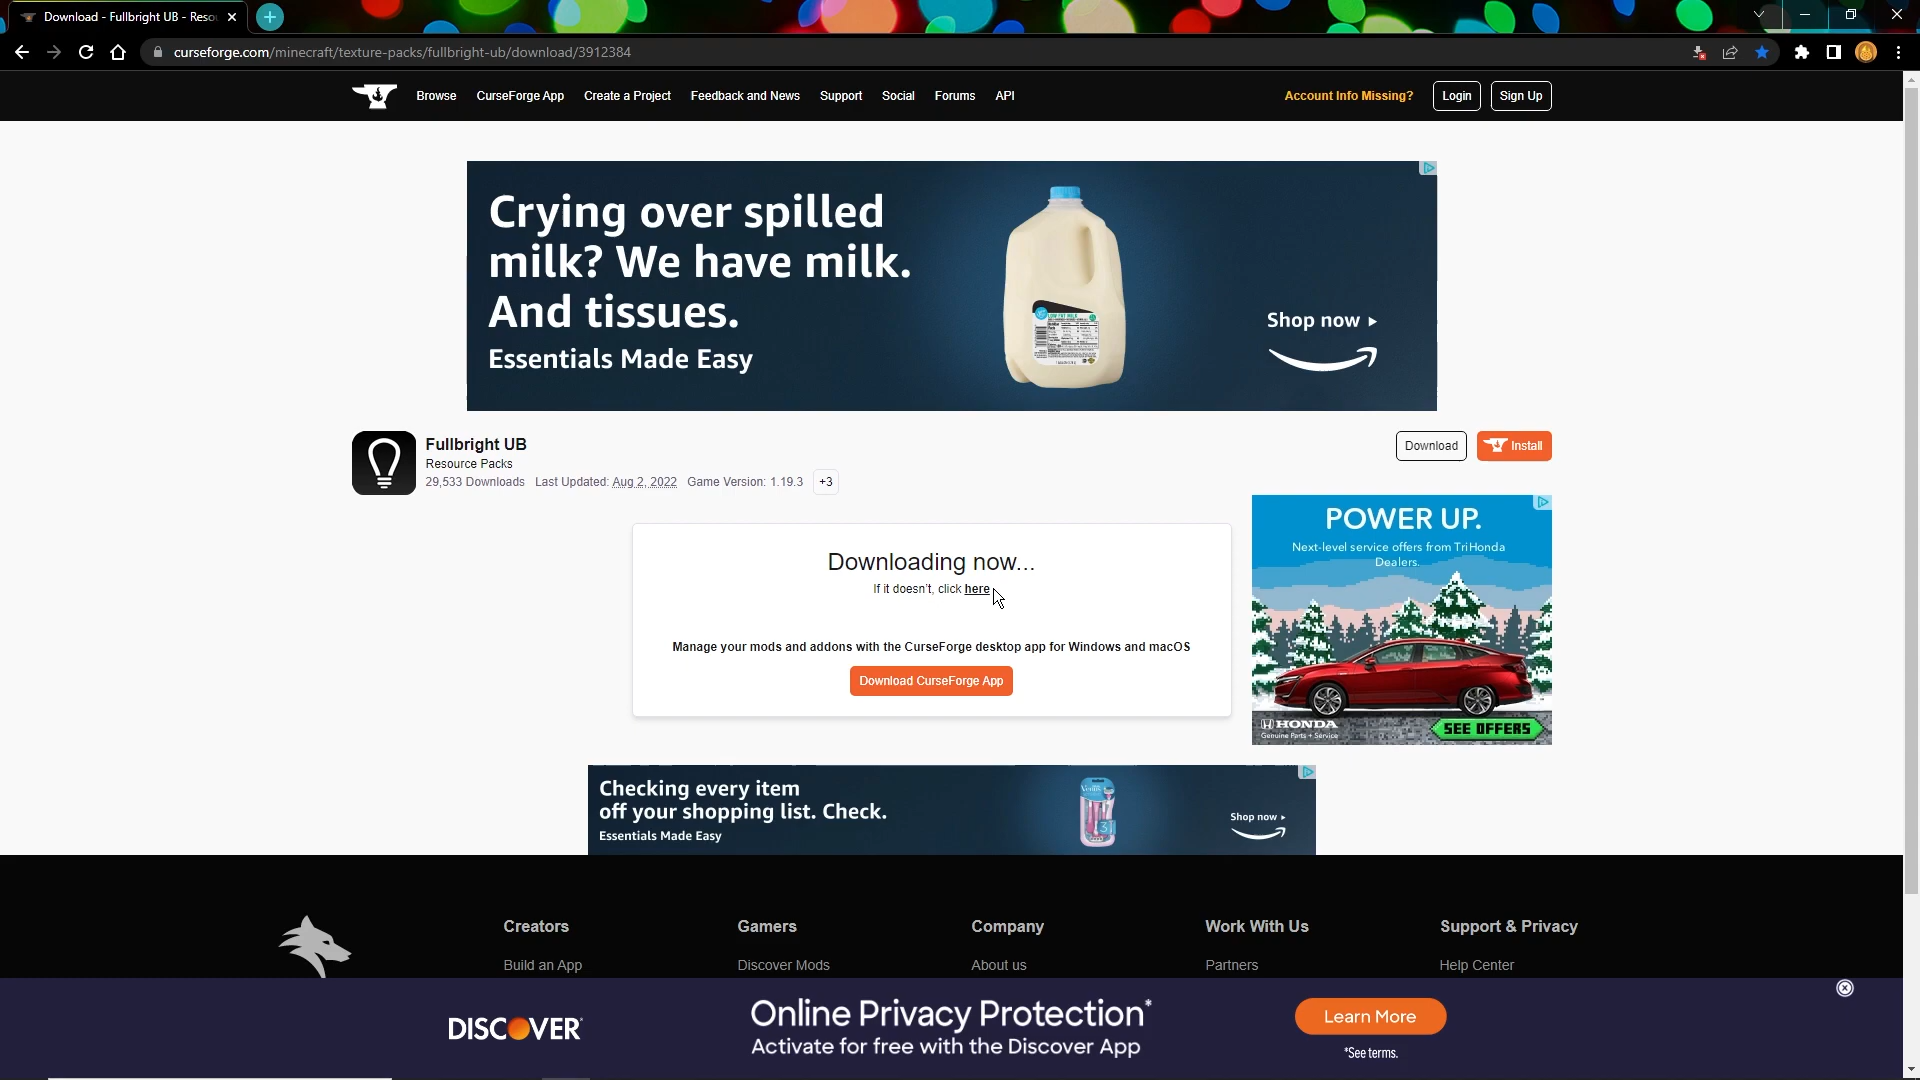 Download - Fullbright UB - Reso
curseforge.com/minecraft/texture-packs/fullbright-ub/download/3912384
Browse CurseForge App Create a Project Feedback and News Support Social Forums API Account Info Missing? Login Sign Up
Crying over spilled
milk? We have milk.
And tissues.
Essentials Made Easy
Shop now
LOW FAT MILK
Fullbright UB
Resource Packs
29,533 Downloads Last Updated: Aug 2, 2022 Game Version: 1.19.3 +3
Download Install
Downloading now...
If it doesn't, click here
Manage your mods and addons with the CurseForge desktop app for Windows and macOS
Download CurseForge App
POWER UP.
Next-level service offers from TriHonda
Dealers.
HONDA
Genuine Parts + Service
SEE OFFERS
Checking every item
off your shopping list. Check.
Essentials Made Easy
Venus
3
Shop now
Creators Gamers Company Work With Us Support & Privacy
Build an App Discover Mods About us Partners Help Center
DISCOVER
Online Privacy Protection*
Activate for free with the Discover App
Learn More
*See terms.